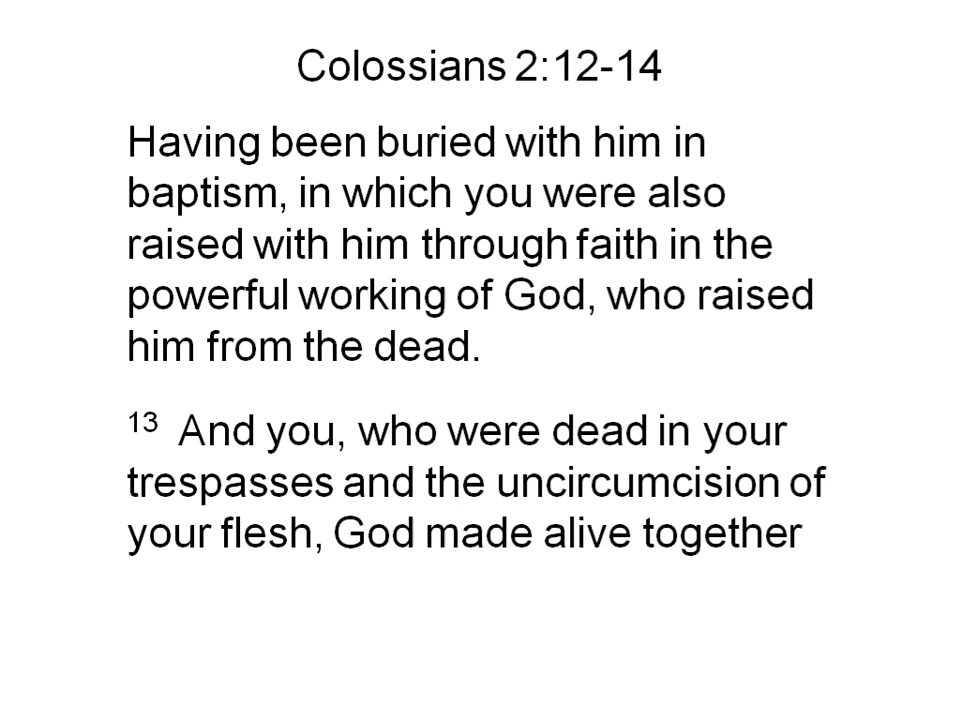 Colossians 2:12-14
Having been buried with him in
baptism, in which you were also
raised with him through faith in the
powerful working of God, who raised
him from the dead.
13 And you, who were dead in your
trespasses and the uncircumcision of
your flesh, God made alive together